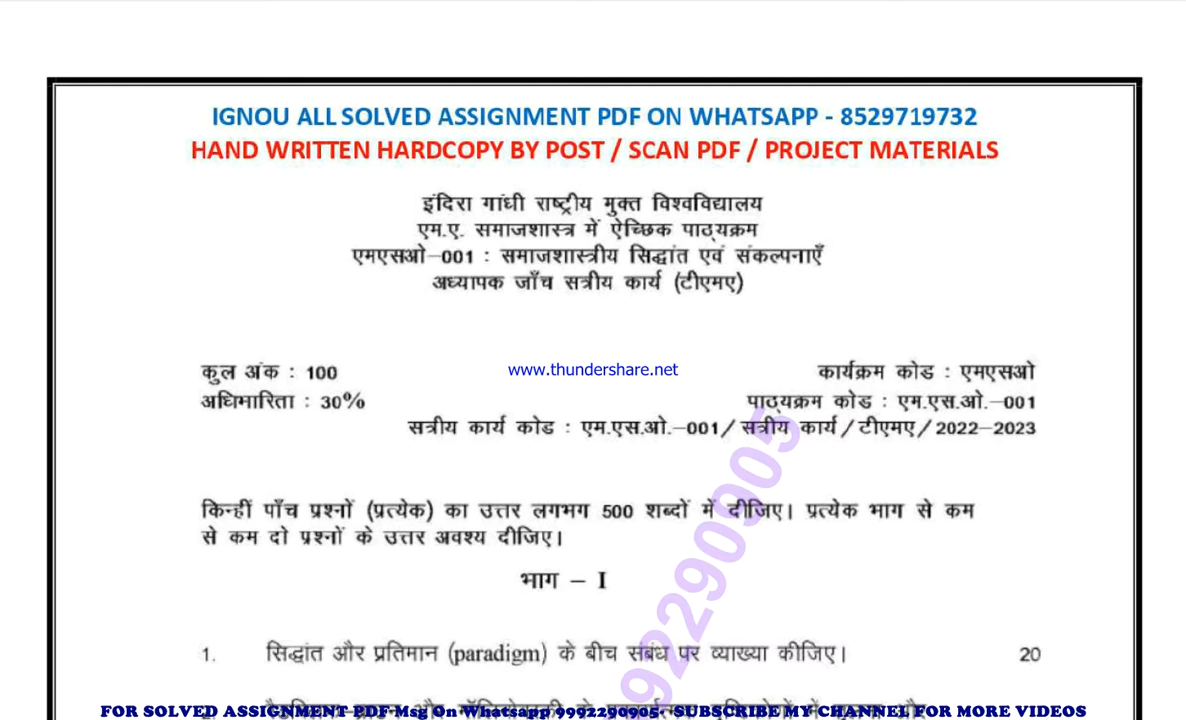 IGNOU ALL SOLVED ASSIGNMENT PDF ON WHATSAPP - 8529719732
HAND WRITTEN HARDCOPY BY POST / SCAN PDF / PROJECT MATERIALS
इंदिरा गांधी राष्ट्रीय मुक्त विश्वविद्यालय
एम.ए. समाजशास्त्र में ऐच्छिक पाठ्यक्रम
एमएसओ–001 : समाजशास्त्रीय सिद्धांत एवं संकल्पनाएँ
अध्यापक जाँच सत्रीय कार्य (टीएमए)
कुल अंक : 100 www.thundershare.net कार्यक्रम कोड : एमएसओ
अधिमारिता : 30% पाठ्यक्रम कोड : एम.एस.ओ.–001
सत्रीय कार्य कोड : एम.एस.ओ.–001/ सत्रीय कार्य/टीएमए/2022–2023
किन्हीं पाँच प्रश्नों (प्रत्येक) का उत्तर लगभग 500 शब्दों में दीजिए। प्रत्येक भाग से कम
से कम दो प्रश्नों के उत्तर अवश्य दीजिए।
भाग – I
1. सिद्धांत और प्रतिमान (paradigm) के बीच संबंध पर व्याख्या कीजिए। 20
9992290905
FOR SOLVED ASSIGNMENT PDF Msg On Whatsapp 9992290905- SUBSCRIBE MY CHANNEL FOR MORE VIDEOS